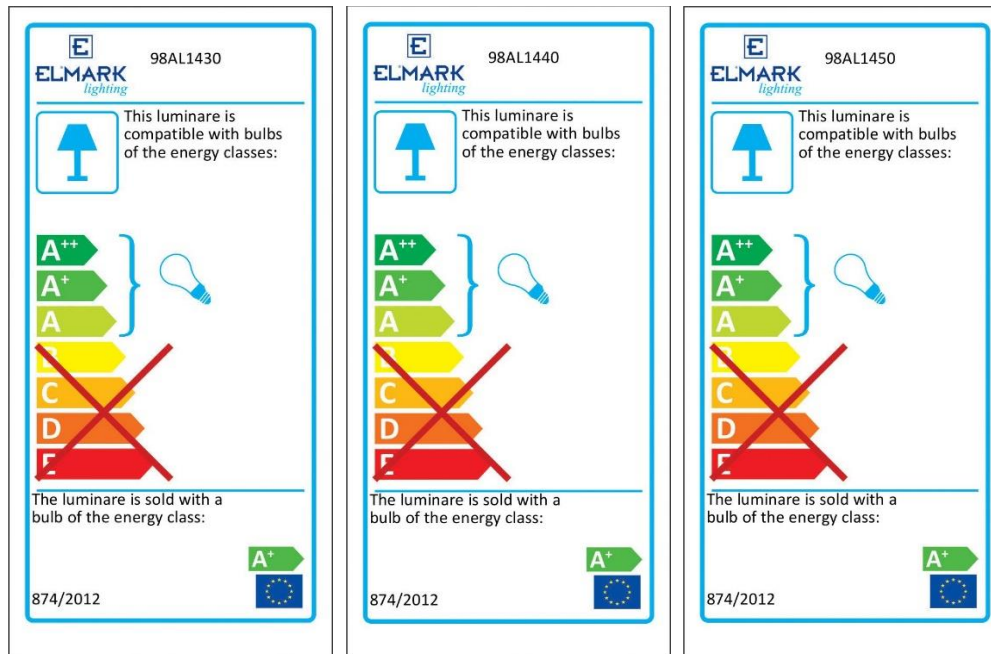 E
ELMARK
lighting
98AL1430
This luminare is
compatible with bulbs
of the energy classes:
A++
A+
A
B
C
D
E
The luminare is sold with a
bulb of the energy class:
A+
874/2012
E
ELMARK
lighting
98AL1440
This luminare is
compatible with bulbs
of the energy classes:
A++
A+
A
B
C
D
E
The luminare is sold with a
bulb of the energy class:
A+
874/2012
E
ELMARK
lighting
98AL1450
This luminare is
compatible with bulbs
of the energy classes:
A++
A+
A
B
C
D
E
The luminare is sold with a
bulb of the energy class:
A+
874/2012